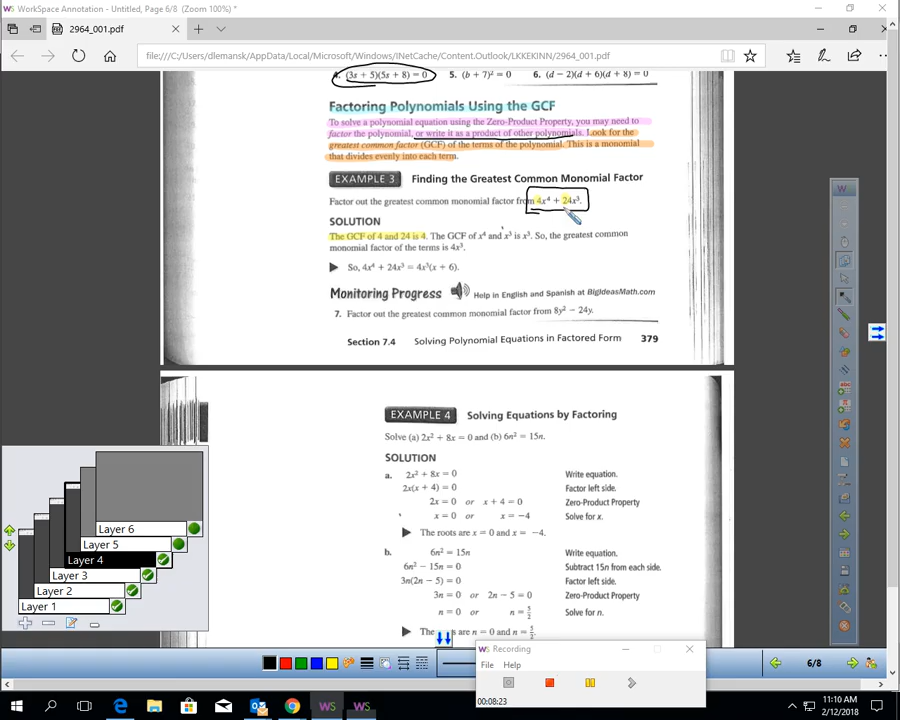 WorkSpace Annotation - Untitled, Page 6/8 (Zoom 100%) *
2964_001.pdf
file:///C:/Users/dlemansk/AppData/Local/Microsoft/Windows/INetCache/Content.Outlook/LKKEKINN/2964_001.pdf
4. (3s + 5)(5s + 8) = 0 5. (b + 7)² = 0 6. (d − 2)(d + 6)(d + 8) = 0
Factoring Polynomials Using the GCF
To solve a polynomial equation using the Zero-Product Property, you may need to
factor the polynomial, or write it as a product of other polynomials. Look for the
greatest common factor (GCF) of the terms of the polynomial. This is a monomial
that divides evenly into each term.
EXAMPLE 3 Finding the Greatest Common Monomial Factor
Factor out the greatest common monomial factor from 4x⁴ + 24x³.
SOLUTION
The GCF of 4 and 24 is 4. The GCF of x⁴ and x³ is x³. So, the greatest common
monomial factor of the terms is 4x³.
So, 4x⁴ + 24x³ = 4x³(x + 6).
Monitoring Progress Help in English and Spanish at BigIdeasMath.com
7. Factor out the greatest common monomial factor from 8y² − 24y.
Section 7.4 Solving Polynomial Equations in Factored Form 379
EXAMPLE 4 Solving Equations by Factoring
Solve (a) 2x² + 8x = 0 and (b) 6n² = 15n.
SOLUTION
a. 2x² + 8x = 0 Write equation.
2x(x + 4) = 0 Factor left side.
2x = 0 or x + 4 = 0 Zero-Product Property
x = 0 or x = −4 Solve for x.
The roots are x = 0 and x = −4.
b. 6n² = 15n Write equation.
6n² − 15n = 0 Subtract 15n from each side.
3n(2n − 5) = 0 Factor left side.
3n = 0 or 2n − 5 = 0 Zero-Product Property
n = 0 or n = 5/2 Solve for n.
The s are n = 0 and n = 5/2.
Layer 6
Layer 5
Layer 4
Layer 3
Layer 2
Layer 1
WS Recording
File Help
00:08:23
6/8
11:10 AM
2/12/2018